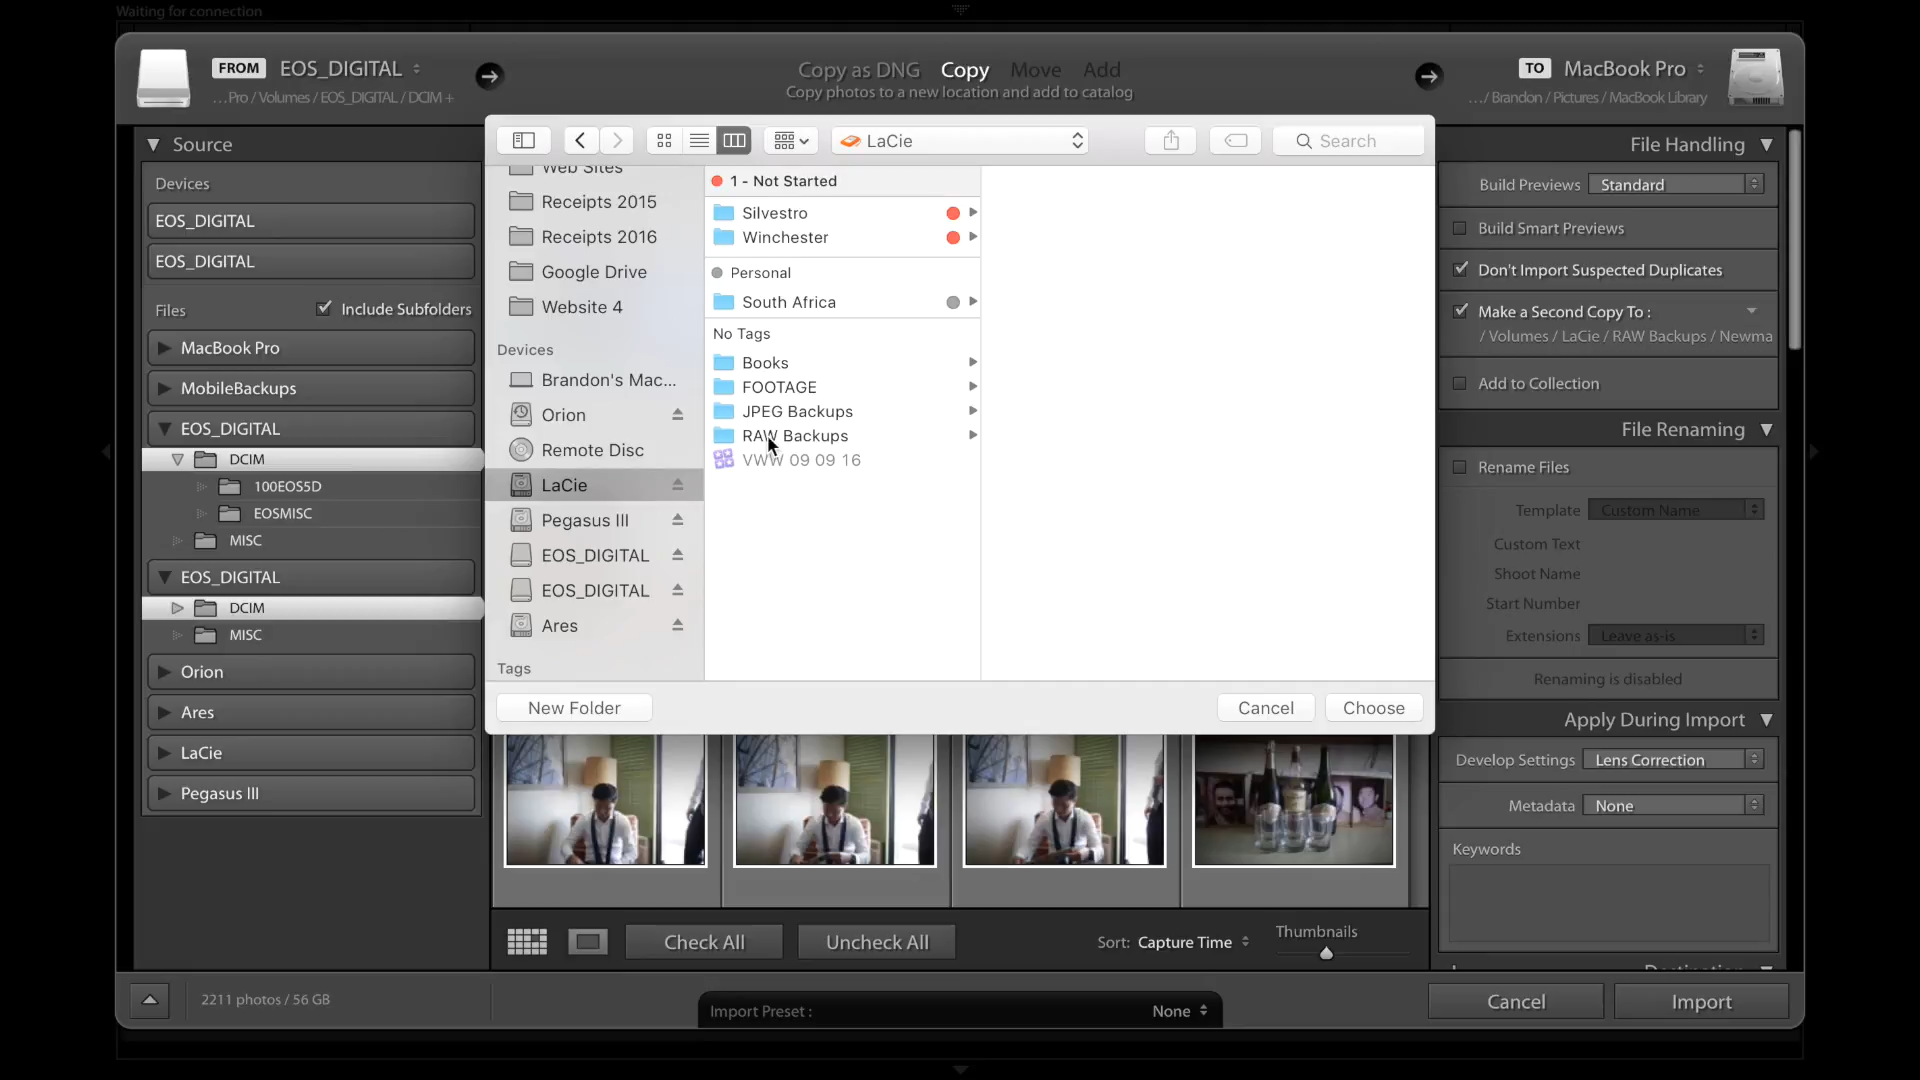 Waiting for connection
FROM EOS_DIGITAL
…Pro / Volumes / EOS_DIGITAL / DCIM +
Copy as DNG Copy Move Add
Copy photos to a new location and add to catalog
TO MacBook Pro
…/ Brandon / Pictures / MacBook Library
Source
Devices
EOS_DIGITAL
EOS_DIGITAL
Files Include Subfolders
MacBook Pro
MobileBackups
EOS_DIGITAL
DCIM
100EOS5D
EOSMISC
MISC
EOS_DIGITAL
DCIM
MISC
Orion
Ares
LaCie
Pegasus III
LaCie
Search
Web Sites
Receipts 2015
Receipts 2016
Google Drive
Website 4
Devices
Brandon's Mac...
Orion
Remote Disc
LaCie
Pegasus III
EOS_DIGITAL
EOS_DIGITAL
Ares
Tags
1 - Not Started
Silvestro
Winchester
Personal
South Africa
No Tags
Books
FOOTAGE
JPEG Backups
RAW Backups
VWW 09 09 16
New Folder
Cancel
Choose
File Handling
Build Previews Standard
Build Smart Previews
Don't Import Suspected Duplicates
Make a Second Copy To :
/ Volumes / LaCie / RAW Backups / Newma
Add to Collection
File Renaming
Rename Files
Template Custom Name
Custom Text
Shoot Name
Start Number
Extensions Leave as-is
Renaming is disabled
Apply During Import
Develop Settings Lens Correction
Metadata None
Keywords
Check All
Uncheck All
Sort: Capture Time
Thumbnails
2211 photos / 56 GB
Import Preset : None
Cancel
Import